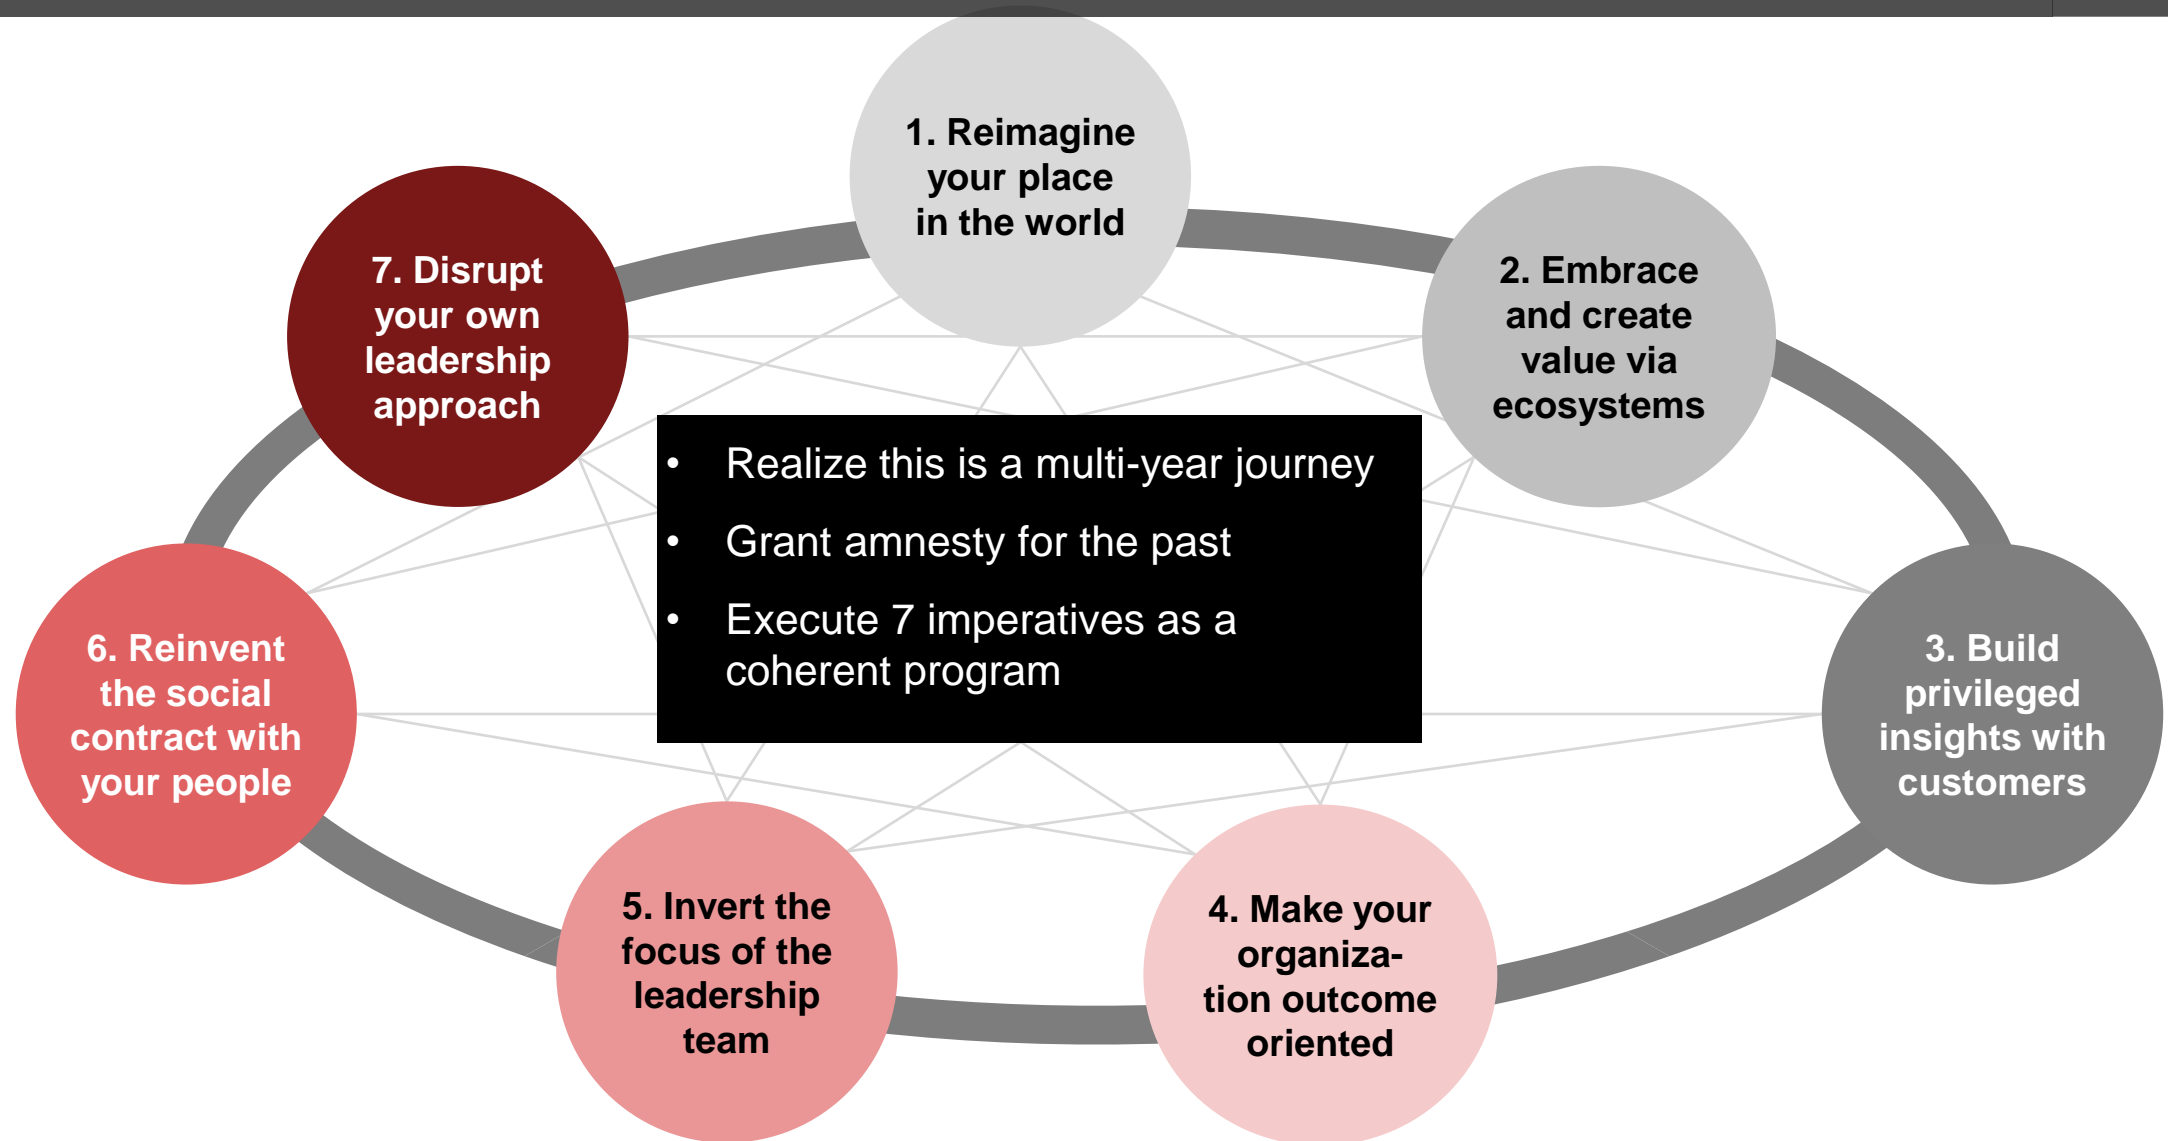 1. Reimagine
your place
in the world
2. Embrace
and create
value via
ecosystems
3. Build
privileged
insights with
customers
4. Make your
organiza-
tion outcome
oriented
5. Invert the
focus of the
leadership
team
6. Reinvent
the social
contract with
your people
7. Disrupt
your own
leadership
approach
• Realize this is a multi-year journey
• Grant amnesty for the past
• Execute 7 imperatives as a
coherent program